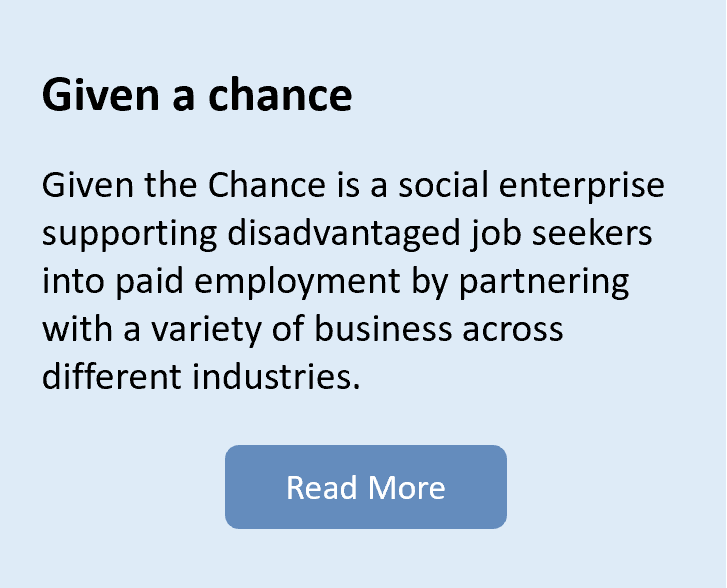 Given a chance
Given the Chance is a social enterprise
supporting disadvantaged job seekers
into paid employment by partnering
with a variety of business across
different industries.
Read More